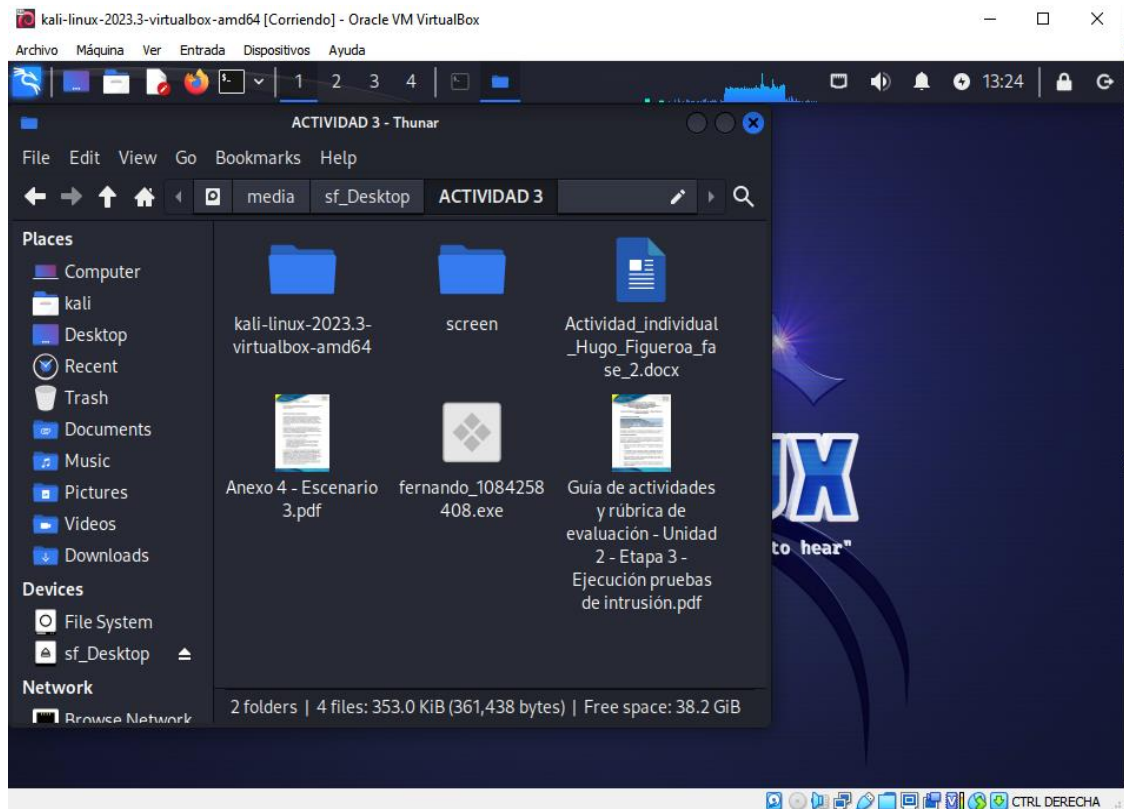 kali-linux-2023.3-virtualbox-amd64 [Corriendo] - Oracle VM VirtualBox
Archivo Máquina Ver Entrada Dispositivos Ayuda
1 2 3 4 13:24
ACTIVIDAD 3 - Thunar
File Edit View Go Bookmarks Help
media sf_Desktop ACTIVIDAD 3
Places
Computer
kali
Desktop
Recent
Trash
Documents
Music
Pictures
Videos
Downloads
Devices
File System
sf_Desktop
Network
Browse Network
kali-linux-2023.3-
virtualbox-amd64
screen
Actividad_individual
_Hugo_Figueroa_fa
se_2.docx
Anexo 4 - Escenario
3.pdf
fernando_1084258
408.exe
Guía de actividades
y rúbrica de
evaluación - Unidad
2 - Etapa 3 -
Ejecución pruebas
de intrusión.pdf
2 folders | 4 files: 353.0 KiB (361,438 bytes) | Free space: 38.2 GiB
UX
to hear"
CTRL DERECHA